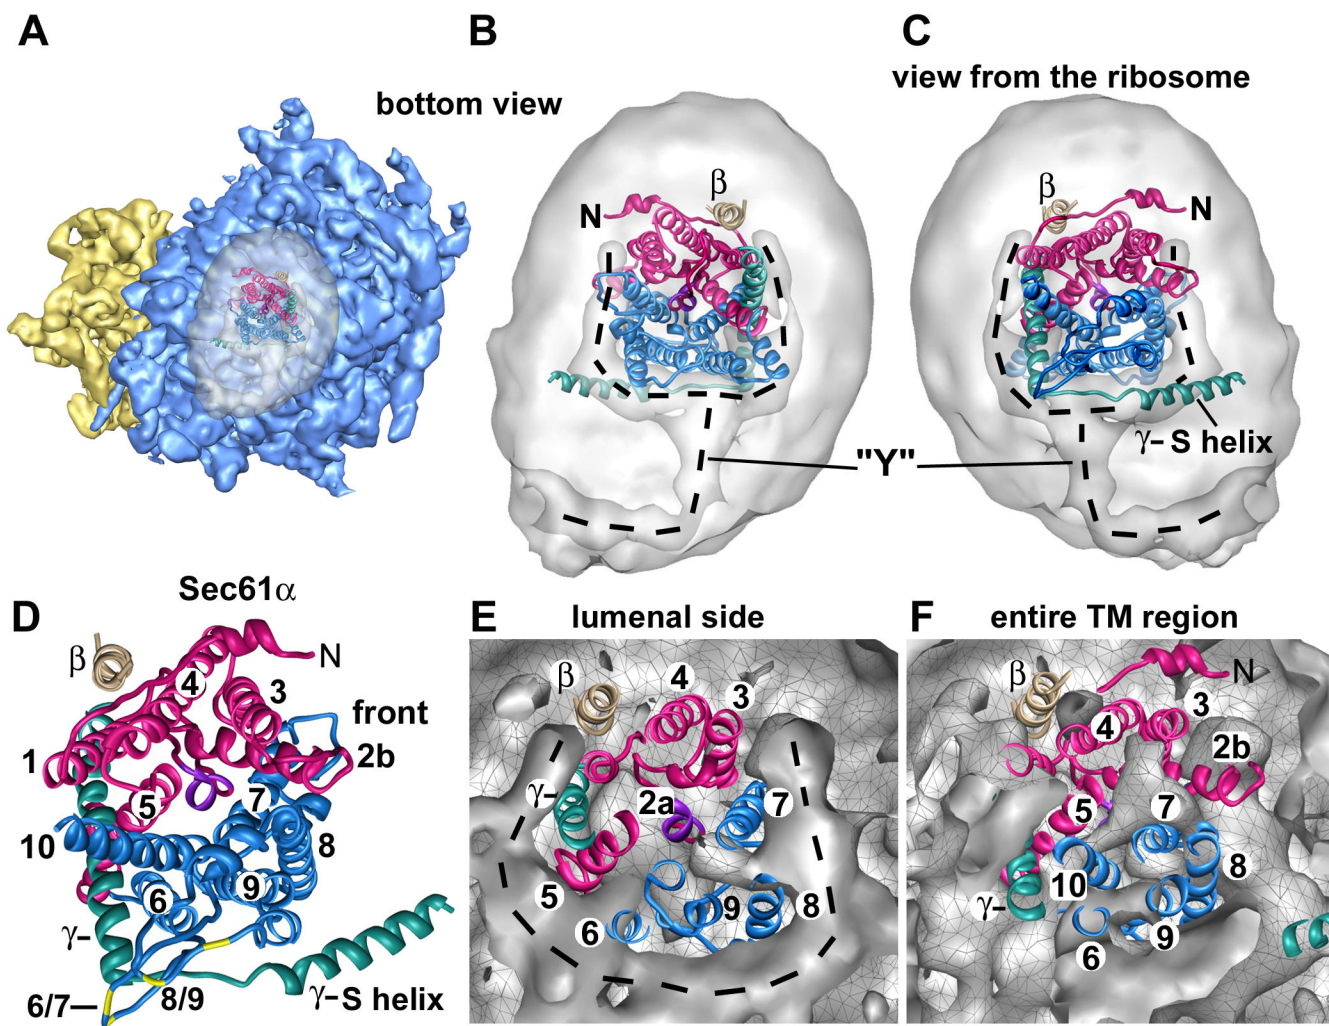 A
B
C
bottom view
view from the ribosome
β
N
β
N
"Y"
γ-S helix
D
Sec61α
β
N
4
3
front
1
2b
5
7
10
8
6
9
γ-
6/7
8/9
γ-S helix
E
lumenal side
β
4
3
γ-
2a
7
5
6
9
8
F
entire TM region
β
N
3
4
2b
5
7
10
8
γ-
6
9